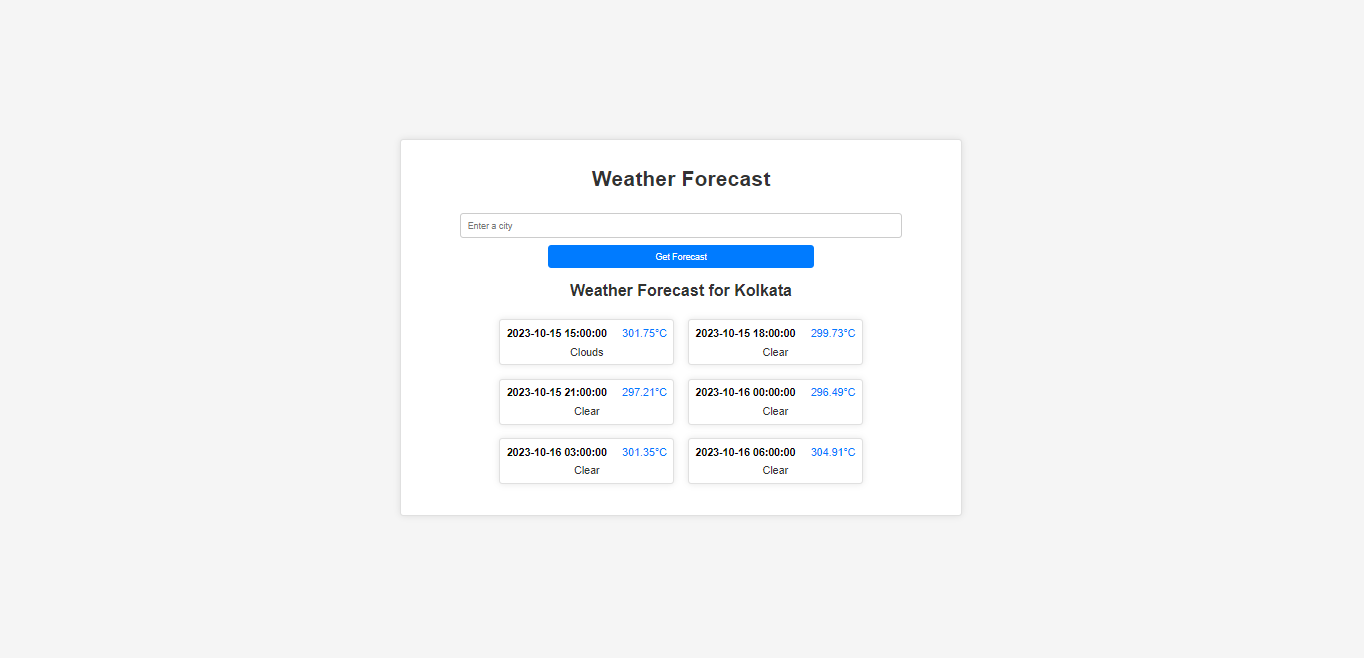 Weather Forecast
Enter a city
Get Forecast
Weather Forecast for Kolkata
2023-10-15 15:00:00 301.75°C
Clouds
2023-10-15 18:00:00 299.73°C
Clear
2023-10-15 21:00:00 297.21°C
Clear
2023-10-16 00:00:00 296.49°C
Clear
2023-10-16 03:00:00 301.35°C
Clear
2023-10-16 06:00:00 304.91°C
Clear